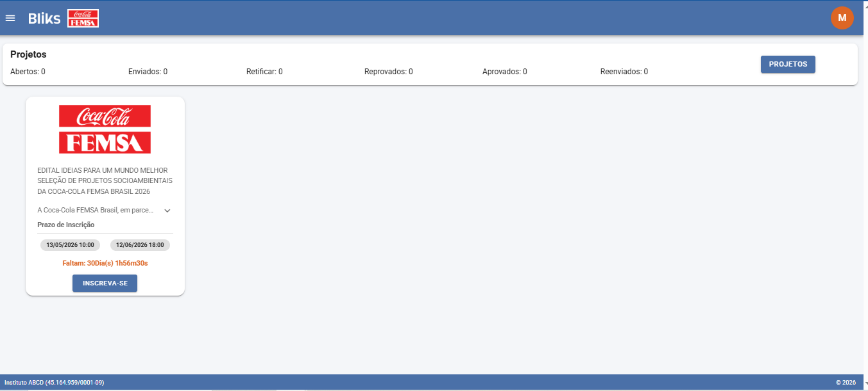 Bliks
Coca-Cola
FEMSA
M
Projetos
Abertos: 0 Enviados: 0 Retificar: 0 Reprovados: 0 Aprovados: 0 Reenviados: 0
PROJETOS
Coca-Cola
FEMSA
EDITAL IDEIAS PARA UM MUNDO MELHOR
SELEÇÃO DE PROJETOS SOCIOAMBIENTAIS
DA COCA-COLA FEMSA BRASIL 2026
A Coca-Cola FEMSA Brasil, em parce...
Prazo de Inscrição
13/05/2026 10:00 12/06/2026 18:00
Faltam: 30Dia(s) 1h56m30s
INSCREVA-SE
Instituto ABCD (45.164.959/0001-09)
© 2026